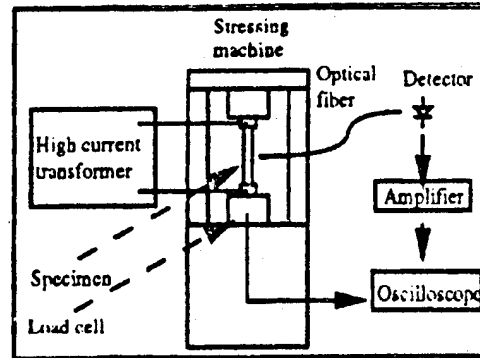 Stressing
machine
Optical
fiber
Detector
High current
transformer
Amplifier
Specimen
Oscilloscope
Load cell